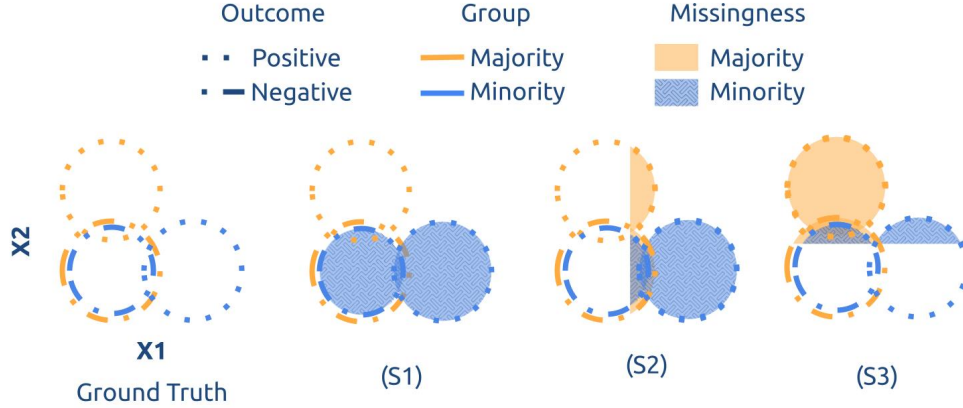 Outcome Group Missingness
Positive Majority Majority
Negative Minority Minority
X2
X1
Ground Truth
(S1)
(S2)
(S3)